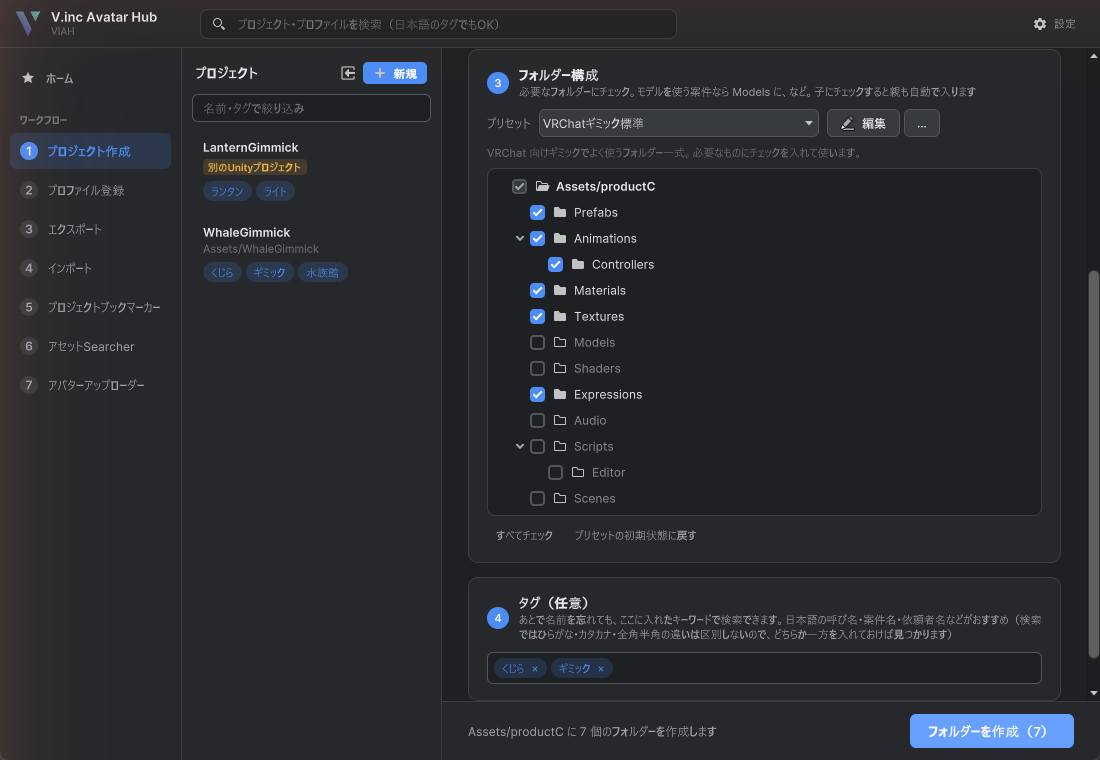 V.inc Avatar Hub
VIAH
プロジェクト・プロファイルを検索（日本語のタグでもOK）
設定
ホーム
ワークフロー
1 プロジェクト作成
2 プロファイル登録
3 エクスポート
4 インポート
5 プロジェクトブックマーカー
6 アセットSearcher
7 アバターアップローダー
プロジェクト
+ 新規
名前・タグで絞り込み
LanternGimmick
別のUnityプロジェクト
ランタン ライト
WhaleGimmick
Assets/WhaleGimmick
くじら ギミック 水族館
3 フォルダー構成
必要なフォルダーにチェック。モデルを使う案件なら Models に、など。子にチェックすると親も自動で入ります
プリセット VRChatギミック標準 編集 ...
VRChat 向けギミックでよく使うフォルダー一式。必要なものにチェックを入れて使います。
Assets/productC
Prefabs
Animations
Controllers
Materials
Textures
Models
Shaders
Expressions
Audio
Scripts
Editor
Scenes
すべてチェック プリセットの初期状態に戻す
4 タグ（任意）
あとで名前を忘れても、ここに入れたキーワードで検索できます。日本語の呼び名・案件名・依頼者名などがおすすめ（検索
ではひらがな・カタカナ・全角半角の違いは区別しないので、どちらか一方を入れておけば見つかります）
くじら × ギミック ×
Assets/productC に 7 個のフォルダーを作成します
フォルダーを作成（7）